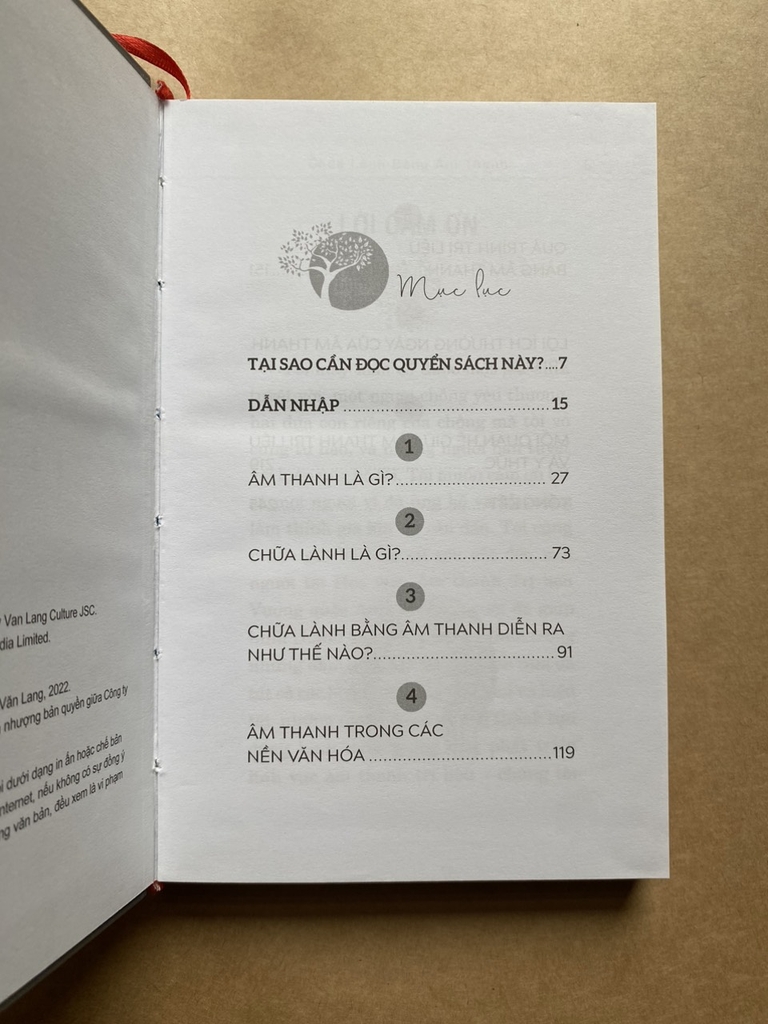 Van Lang Culture JSC.
dia Limited.
Văn Lang, 2022.
nhượng bản quyền giữa Công ty
dưới dạng in ấn hoặc chế bản
nternet, nếu không có sự đồng ý
ng văn bản, đều xem là vi phạm
Mục lục
TẠI SAO CẦN ĐỌC QUYỂN SÁCH NÀY?....7
DẪN NHẬP ........................................15
1
ÂM THANH LÀ GÌ?............................ 27
2
CHỮA LÀNH LÀ GÌ?........................... 73
3
CHỮA LÀNH BẰNG ÂM THANH DIỄN RA
NHƯ THẾ NÀO?..................................91
4
ÂM THANH TRONG CÁC
NỀN VĂN HÓA ..................................119